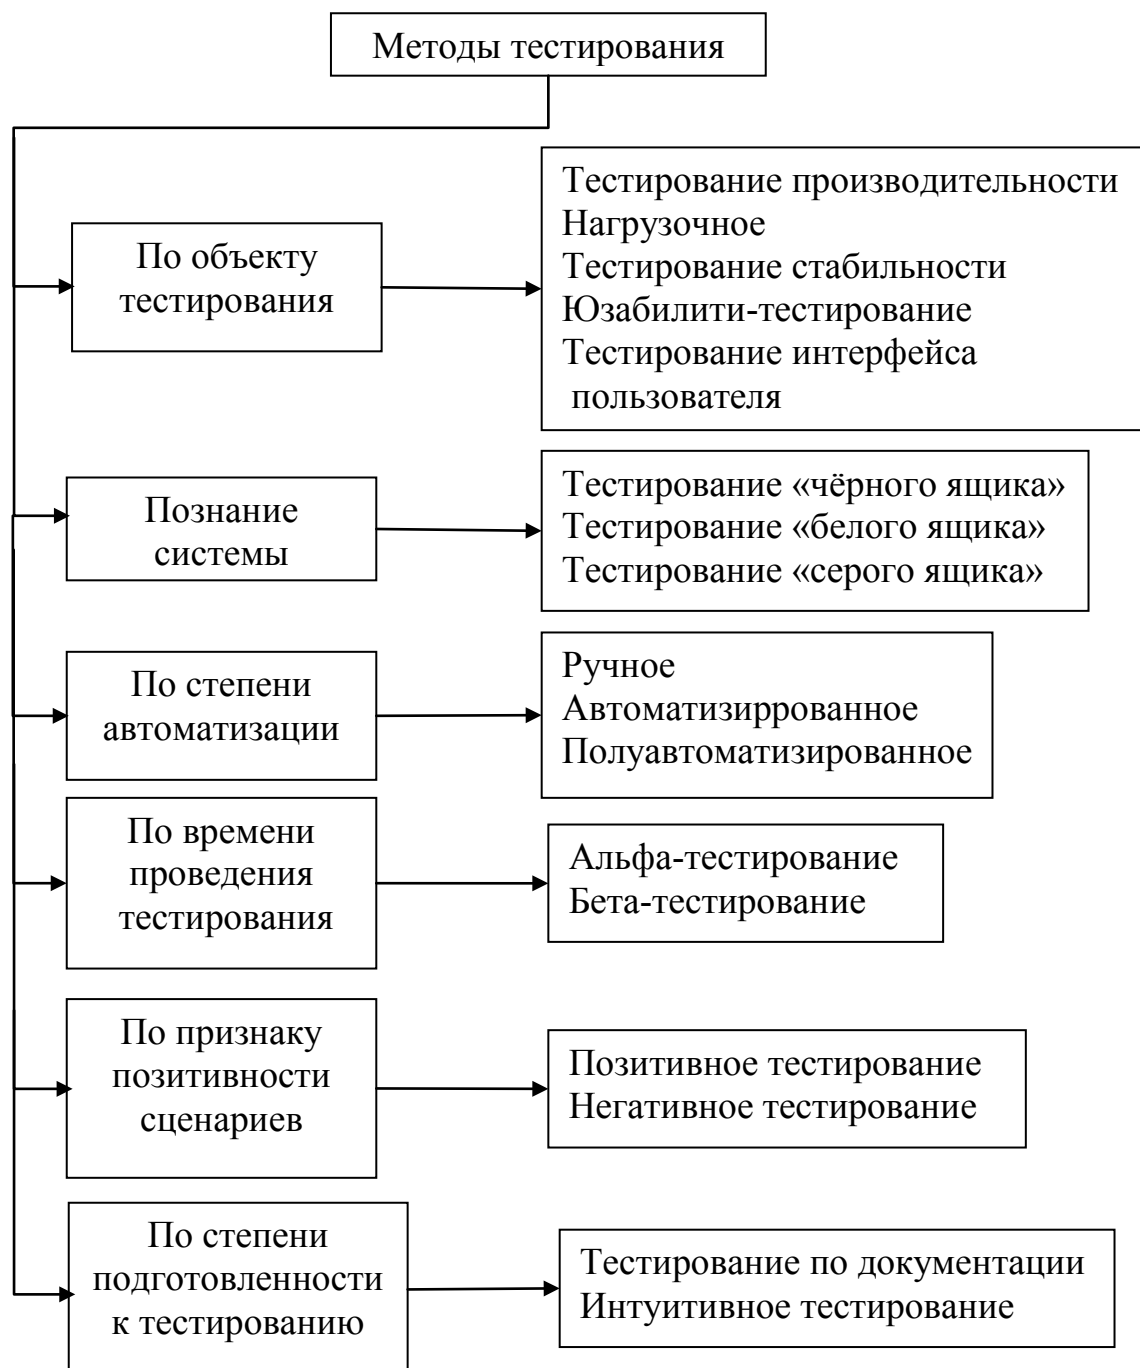 Методы тестирования
По объекту
тестирования
Тестирование производительности
Нагрузочное
Тестирование стабильности
Юзабилити-тестирование
Тестирование интерфейса
пользователя
Познание
системы
Тестирование «чёрного ящика»
Тестирование «белого ящика»
Тестирование «серого ящика»
По степени
автоматизации
Ручное
Автоматизиррованное
Полуавтоматизированное
По времени
проведения
тестирования
Альфа-тестирование
Бета-тестирование
По признаку
позитивности
сценариев
Позитивное тестирование
Негативное тестирование
По степени
подготовленности
к тестированию
Тестирование по документации
Интуитивное тестирование